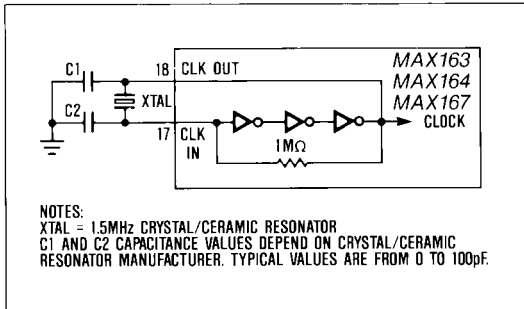 C1
18 CLK OUT
MAX163
MAX164
MAX167
XTAL
C2
CLOCK
17 CLK
IN
1MΩ
NOTES:
XTAL = 1.5MHz CRYSTAL/CERAMIC RESONATOR
C1 AND C2 CAPACITANCE VALUES DEPEND ON CRYSTAL/CERAMIC
RESONATOR MANUFACTURER. TYPICAL VALUES ARE FROM 0 TO 100pF.